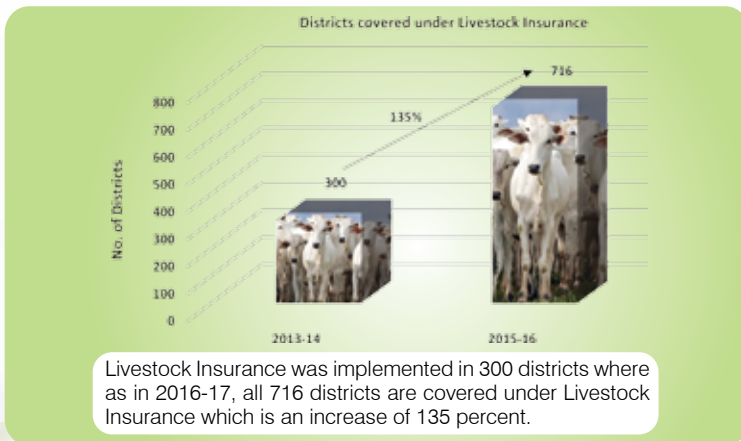 Districts covered under Livestock Insurance
716
135%
300
800
700
600
500
400
300
200
100
0
No. of Districts
2013-14 2015-16
Livestock Insurance was implemented in 300 districts where
as in 2016-17, all 716 districts are covered under Livestock
Insurance which is an increase of 135 percent.